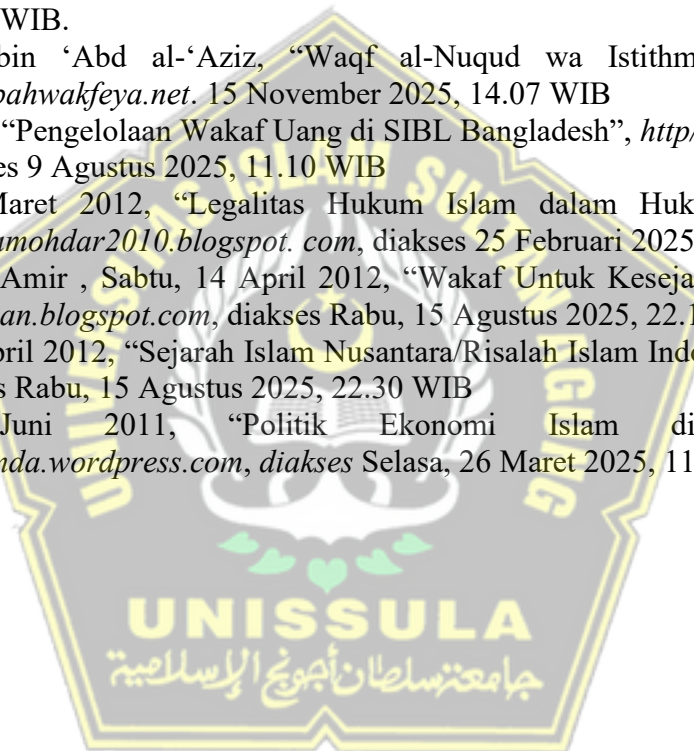 WIB.
bin ‘Abd al-‘Aziz, “Waqf al-Nuqud wa Istithm
bahwakfeya.net. 15 November 2025, 14.07 WIB
“Pengelolaan Wakaf Uang di SIBL Bangladesh”, http/
es 9 Agustus 2025, 11.10 WIB
Maret 2012, “Legalitas Hukum Islam dalam Huk
amohdar2010.blogspot. com, diakses 25 Februari 2025
Amir , Sabtu, 14 April 2012, “Wakaf Untuk Keseja
an.blogspot.com, diakses Rabu, 15 Agustus 2025, 22.1
pril 2012, “Sejarah Islam Nusantara/Risalah Islam Indo
s Rabu, 15 Agustus 2025, 22.30 WIB
Juni 2011, “Politik Ekonomi Islam di
nda.wordpress.com, diakses Selasa, 26 Maret 2025, 11
UNIVERSITAS ISLAM SULTAN AGUNG
UNISSULA
جامعة سلطان أجونج الإسلامية